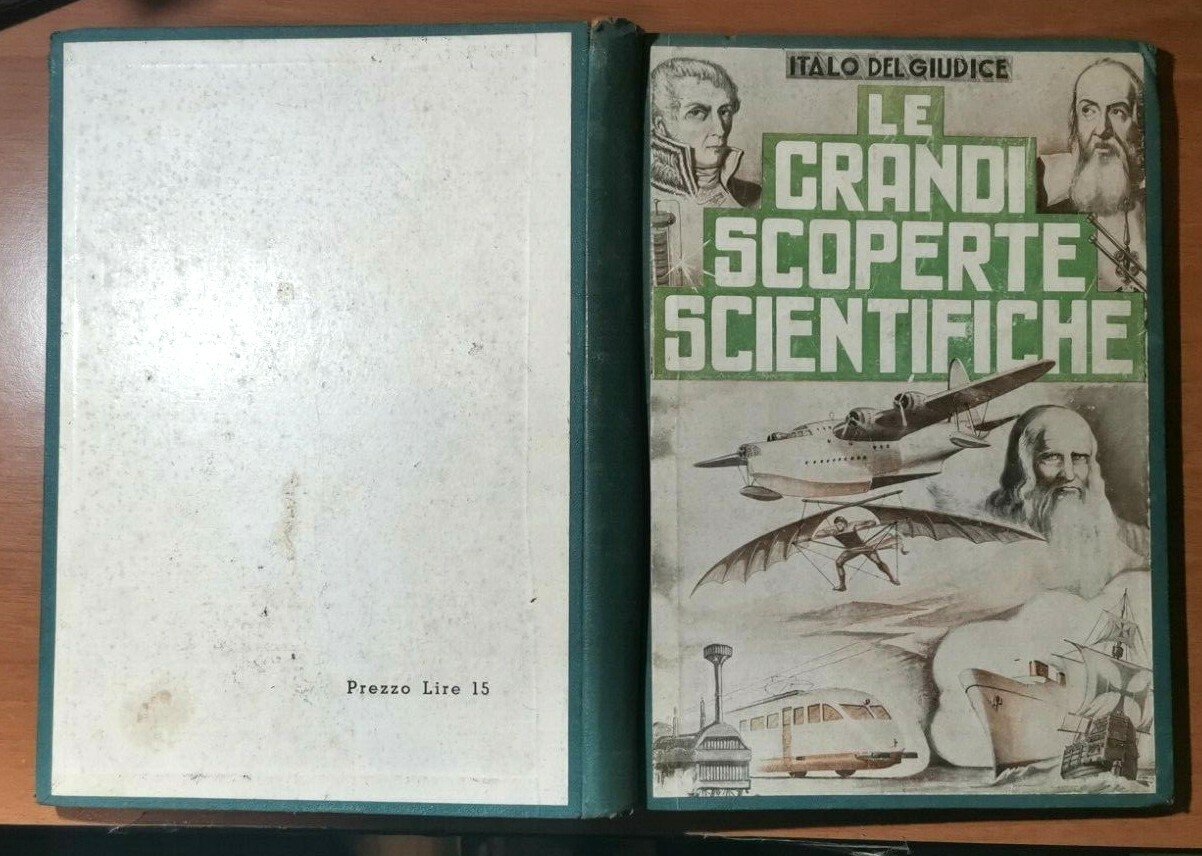 Prezzo Lire 15
ITALO DEL GIUDICE
LE
GRANDI
SCOPERTE
SCIENTIFICHE